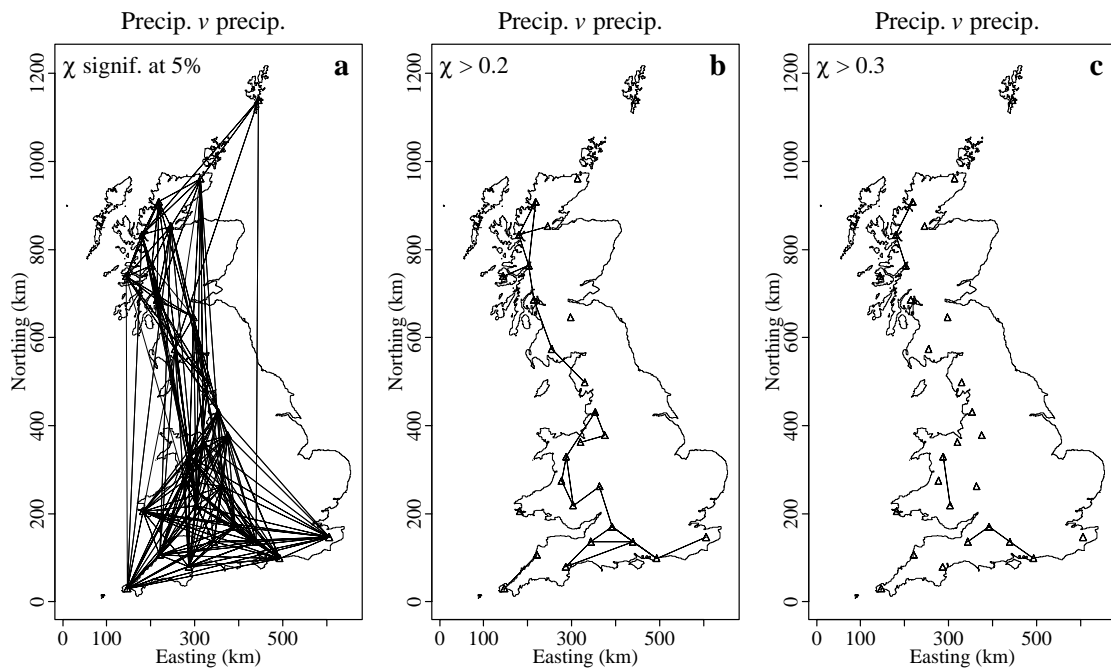 Precip. v precip.
χ signif. at 5%
a
Northing (km)
0 200 400 600 800 1000 1200
0 100 300 500
Easting (km)
Precip. v precip.
χ > 0.2
b
Northing (km)
0 200 400 600 800 1000 1200
0 100 300 500
Easting (km)
Precip. v precip.
χ > 0.3
c
Northing (km)
0 200 400 600 800 1000 1200
0 100 300 500
Easting (km)